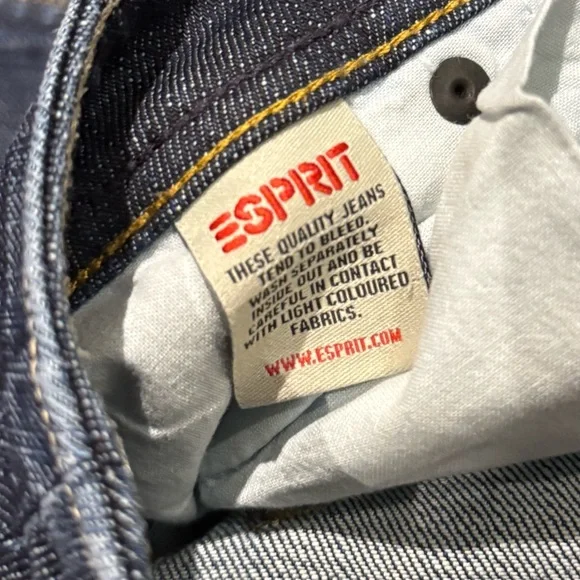 ESPRIT
THESE QUALITY JEANS
TEND TO BLEED.
WASH SEPARATELY
INSIDE OUT AND BE
CAREFUL IN CONTACT
WITH LIGHT COLOURED
FABRICS.
WWW.ESPRIT.COM